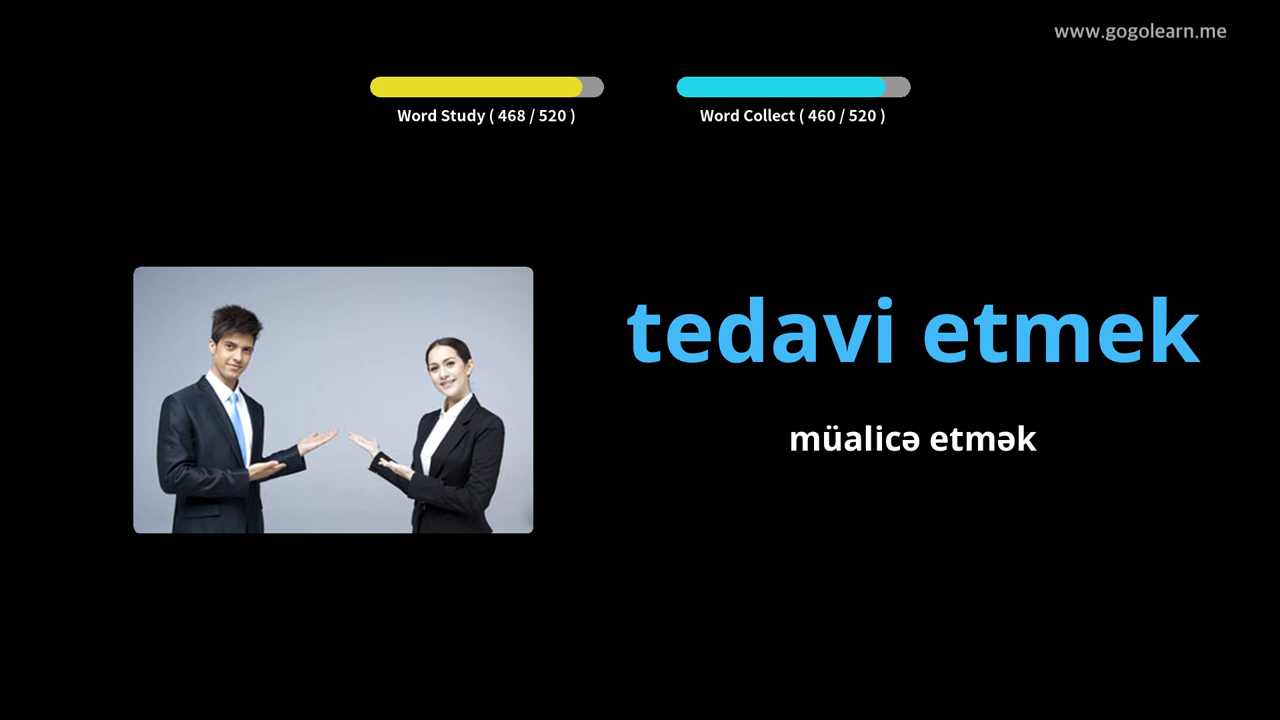 www.gogolearn.me
Word Study ( 468 / 520 )
Word Collect ( 460 / 520 )
tedavi etmek
müalicə etmək